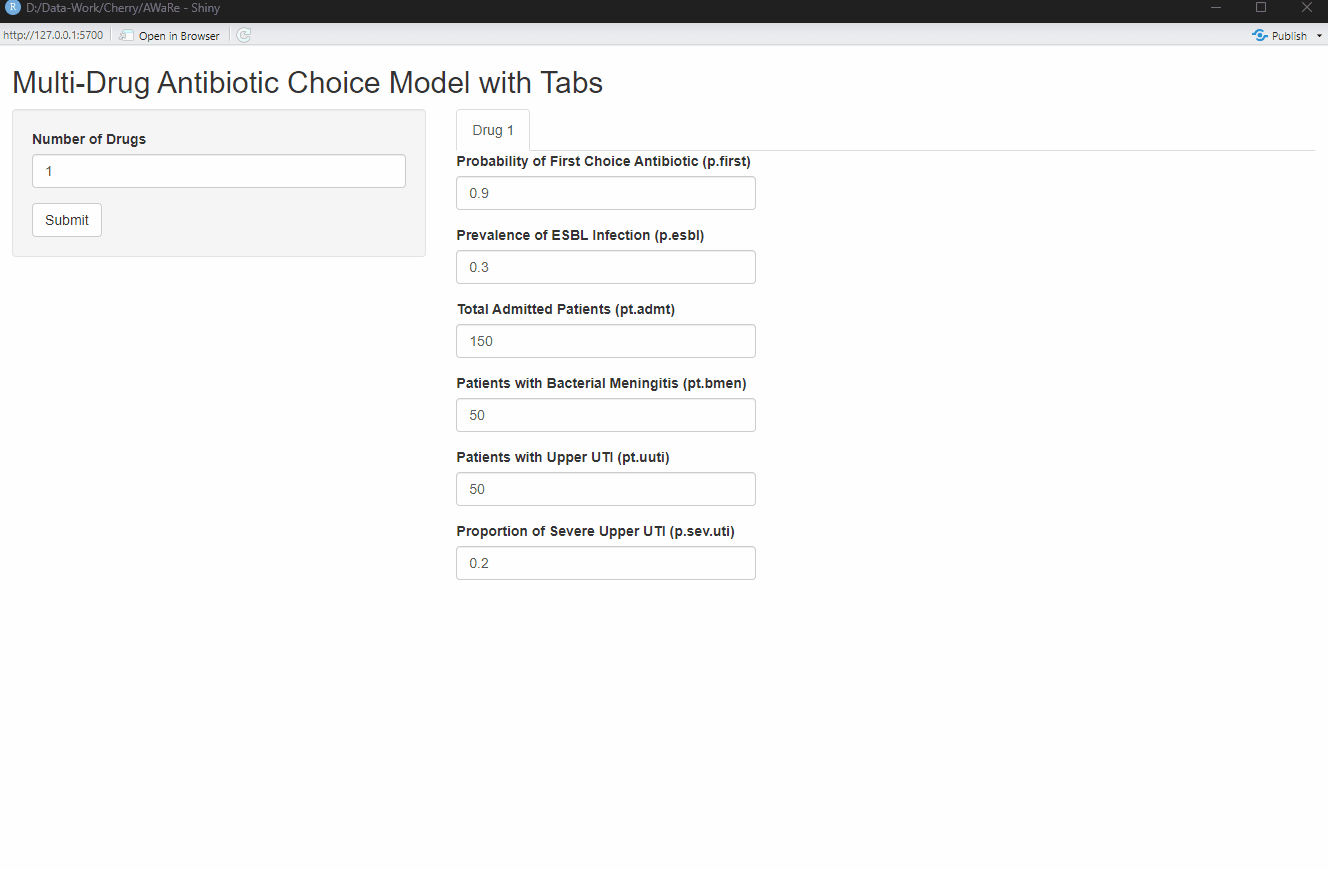 R D:/Data-Work/Cherry/AWaRe - Shiny
http://127.0.0.1:5700 Open in Browser Publish
Multi-Drug Antibiotic Choice Model with Tabs
Number of Drugs
1
Submit
Drug 1
Probability of First Choice Antibiotic (p.first)
0.9
Prevalence of ESBL Infection (p.esbl)
0.3
Total Admitted Patients (pt.admt)
150
Patients with Bacterial Meningitis (pt.bmen)
50
Patients with Upper UTI (pt.uuti)
50
Proportion of Severe Upper UTI (p.sev.uti)
0.2